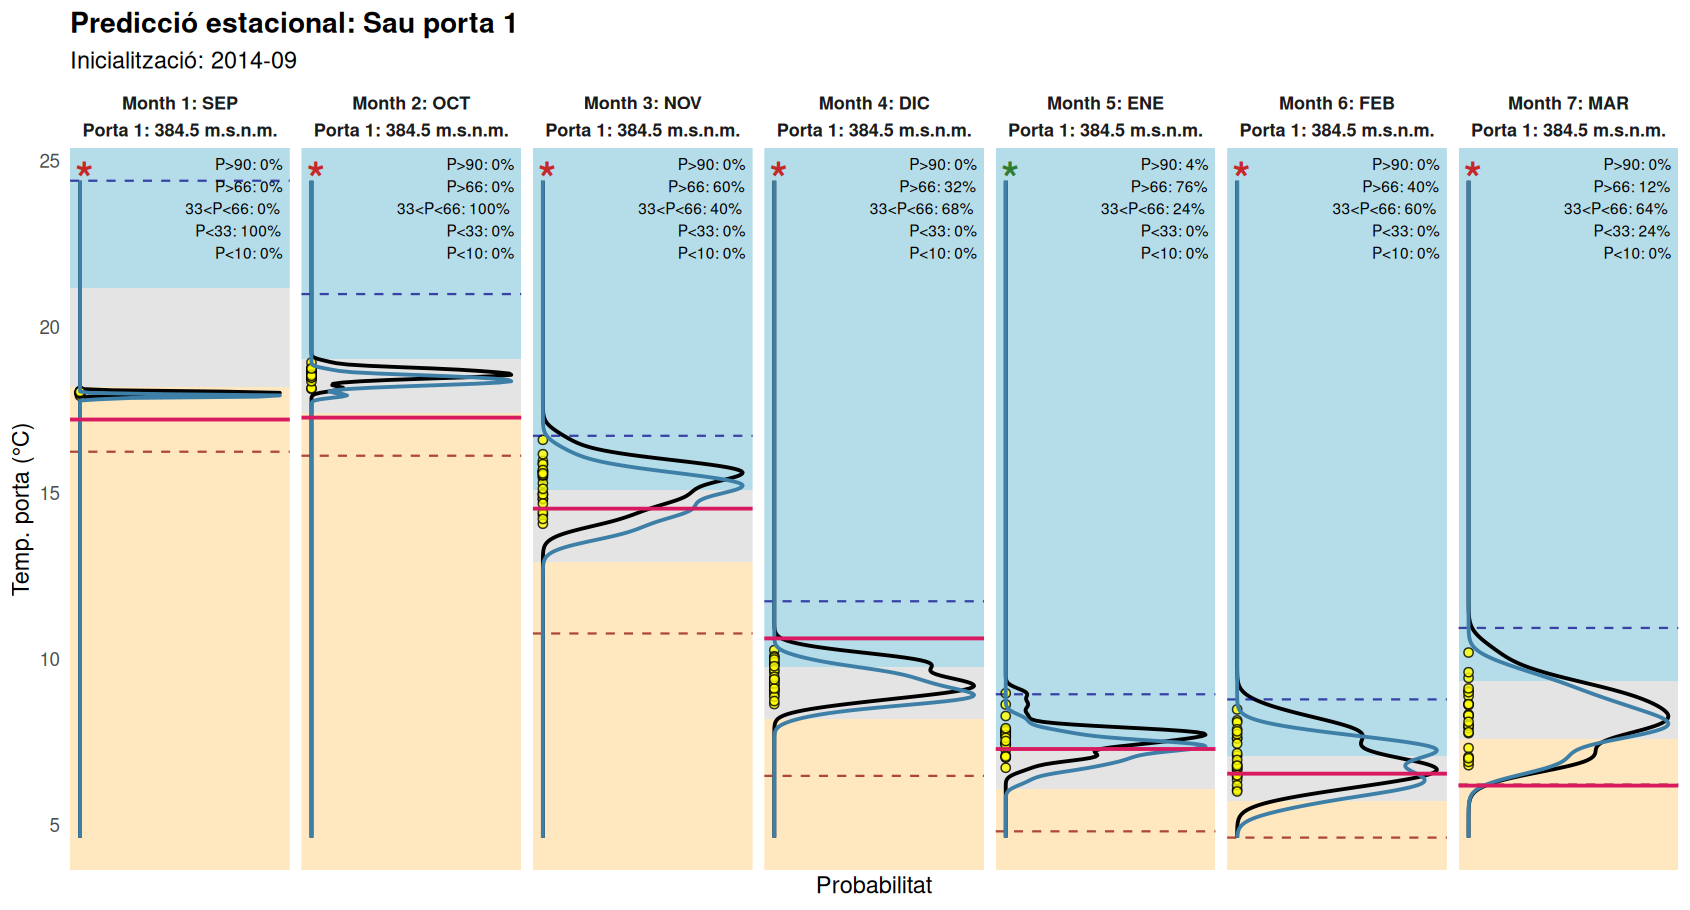 Predicció estacional: Sau porta 1
Inicialització: 2014-09
Month 1: SEP
Porta 1: 384.5 m.s.n.m.
Month 2: OCT
Porta 1: 384.5 m.s.n.m.
Month 3: NOV
Porta 1: 384.5 m.s.n.m.
Month 4: DIC
Porta 1: 384.5 m.s.n.m.
Month 5: ENE
Porta 1: 384.5 m.s.n.m.
Month 6: FEB
Porta 1: 384.5 m.s.n.m.
Month 7: MAR
Porta 1: 384.5 m.s.n.m.
*
P>90: 0%
P>66: 0%
33<P<66: 0%
P<33: 100%
P<10: 0%
*
P>90: 0%
P>66: 0%
33<P<66: 100%
P<33: 0%
P<10: 0%
*
P>90: 0%
P>66: 60%
33<P<66: 40%
P<33: 0%
P<10: 0%
*
P>90: 0%
P>66: 32%
33<P<66: 68%
P<33: 0%
P<10: 0%
*
P>90: 4%
P>66: 76%
33<P<66: 24%
P<33: 0%
P<10: 0%
*
P>90: 0%
P>66: 40%
33<P<66: 60%
P<33: 0%
P<10: 0%
*
P>90: 0%
P>66: 12%
33<P<66: 64%
P<33: 24%
P<10: 0%
25
20
15
10
5
Temp. porta (°C)
Probabilitat